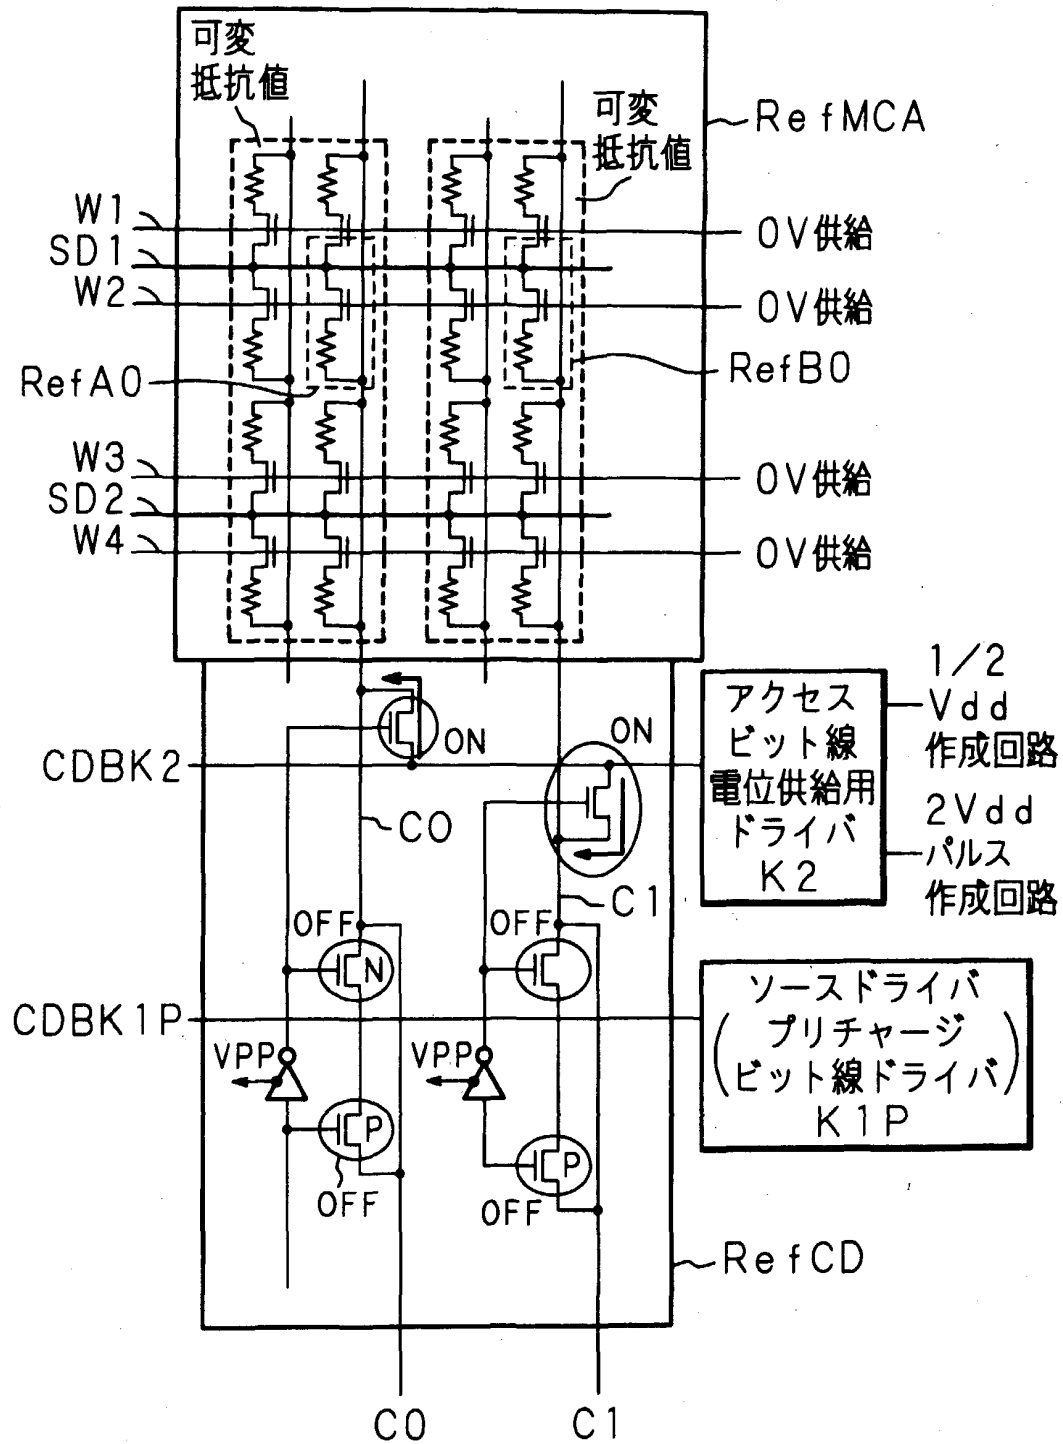 可変
抵抗値
可変
抵抗値
RefMCA
W1
0V供給
SD1
W2
0V供給
RefA0
RefB0
W3
0V供給
SD2
W4
0V供給
ON
CDBK2
C0
ON
アクセス
ビット線
電位供給用
ドライバ
K2
1/2
Vdd
作成回路
2Vdd
パルス
作成回路
C1
OFF
N
OFF
CDBK1P
ソースドライバ
(プリチャージ
ビット線ドライバ)
K1P
VPP
VPP
P
OFF
P
OFF
RefCD
C0
C1